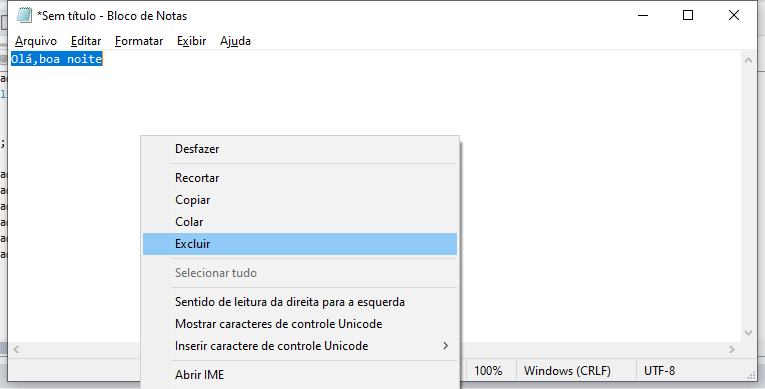 *Sem título - Bloco de Notas
Arquivo Editar Formatar Exibir Ajuda
Olá,boa noite
Desfazer
Recortar
Copiar
Colar
Excluir
Selecionar tudo
Sentido de leitura da direita para a esquerda
Mostrar caracteres de controle Unicode
Inserir caractere de controle Unicode
Abrir IME
100% Windows (CRLF) UTF-8